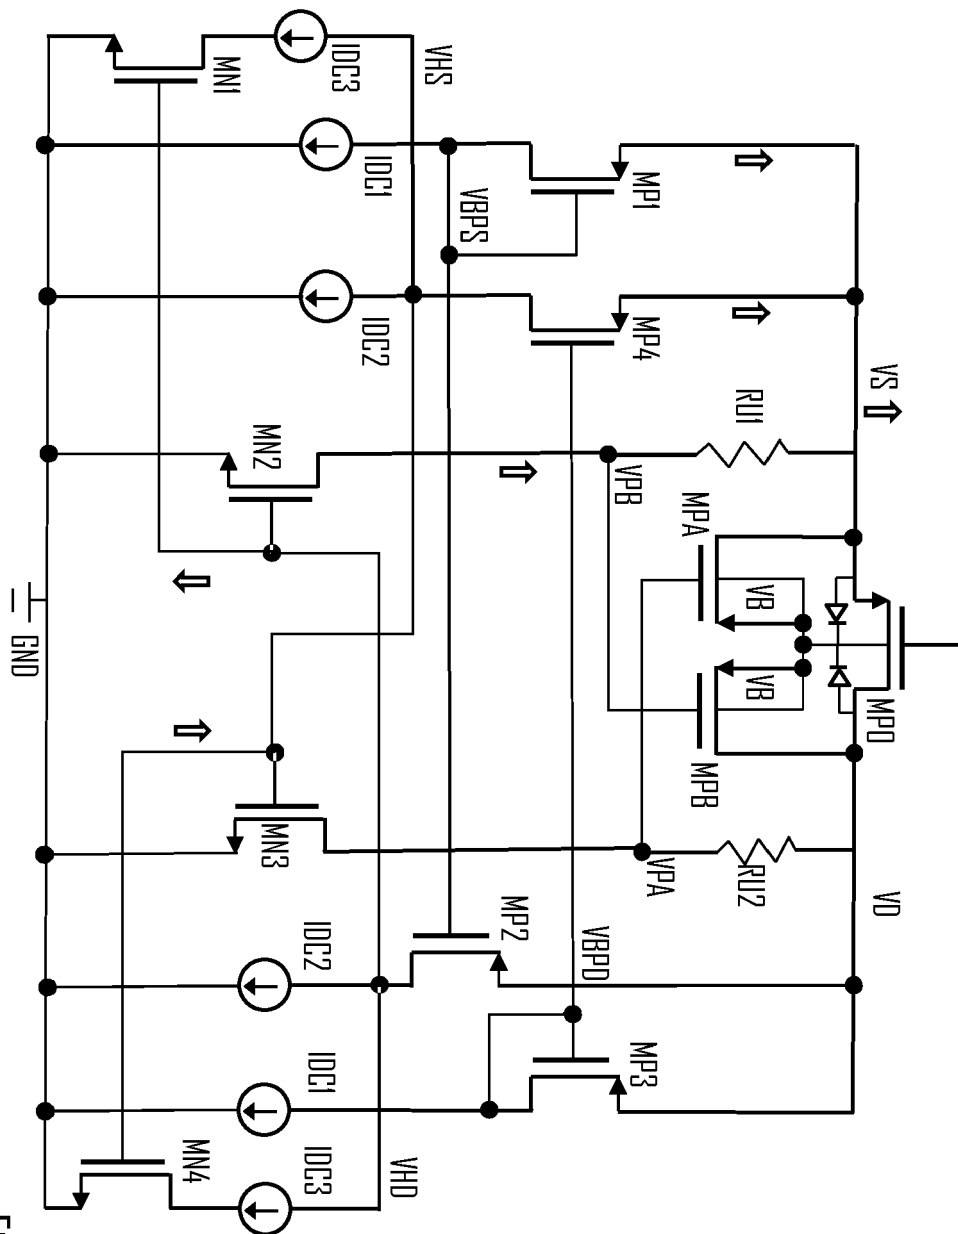 VS
VD
MP0
RU1
RU2
VB
VB
MPA
MPB
VPA
MP1
MP4
MP3
VPB
VBPD
MP2
VBPS
VHS
VHD
IDC1
IDC2
IDC3
IDC2
IDC1
IDC3
MN2
MN3
MN1
MN4
GND